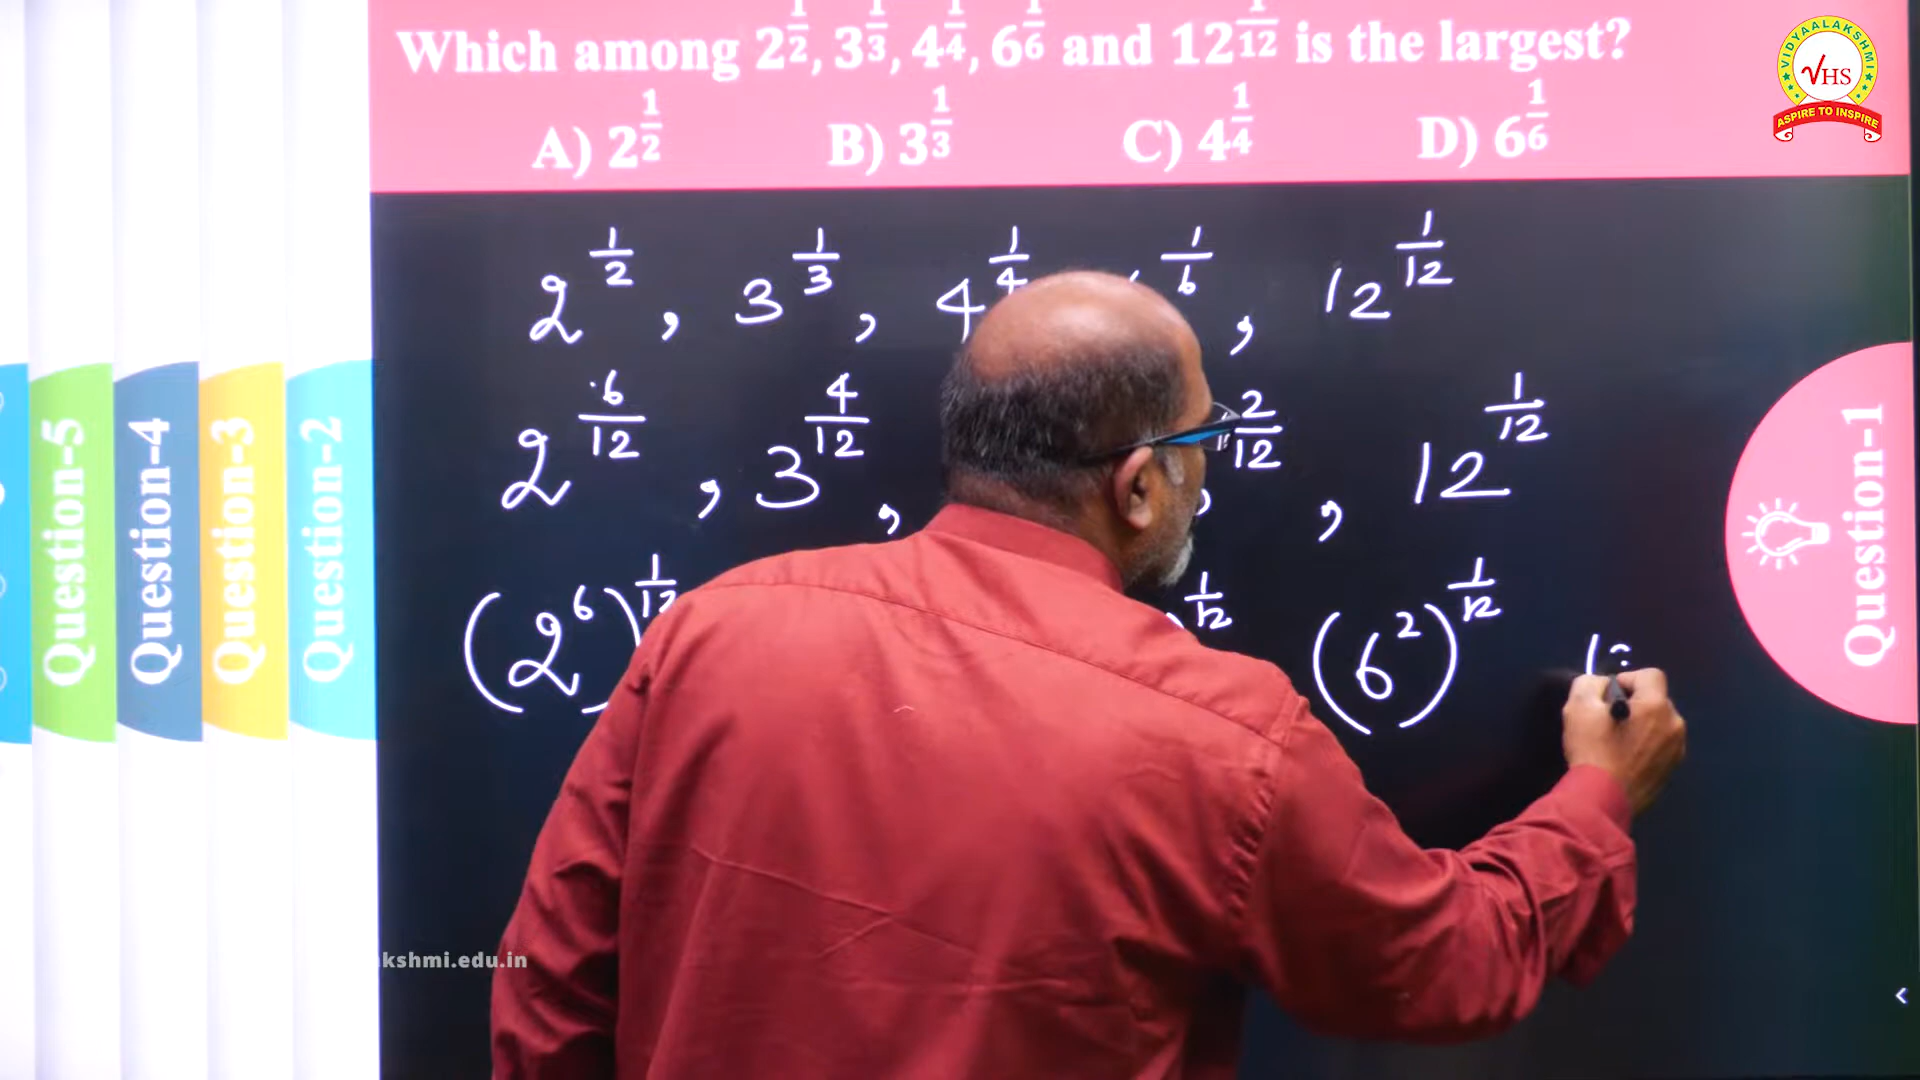 Which among 2^{1/2}, 3^{1/3}, 4^{1/4}, 6^{1/6} and 12^{1/12} is the largest?
A) 2^{1/2} B) 3^{1/3} C) 4^{1/4} D) 6^{1/6}
VIDYAALAKSHMI
VHS
ASPIRE TO INSPIRE
2^{1/2}, 3^{1/3}, 4^{1/4} ^{1/6}, 12^{1/12}
2^{6/12}, 3^{4/12}, ^{2/12}, 12^{1/12}
(2^6)^{1/12} ^{1/12} (6^2)^{1/12}
Question-5
Question-4
Question-3
Question-2
Question-1
kshmi.edu.in